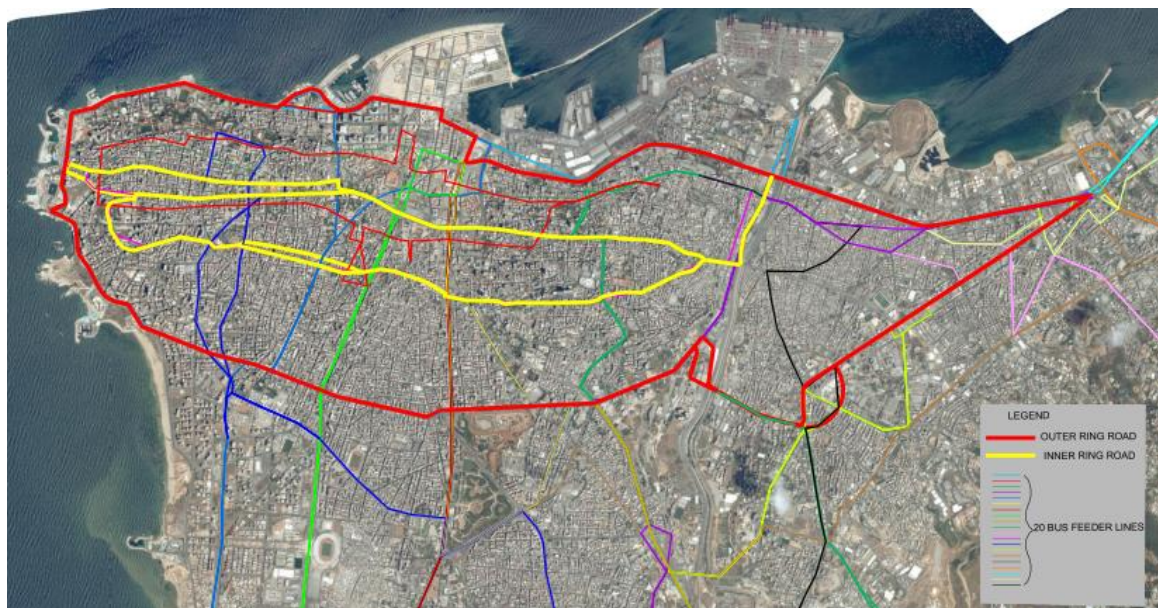 LEGEND
OUTER RING ROAD
INNER RING ROAD
20 BUS FEEDER LINES